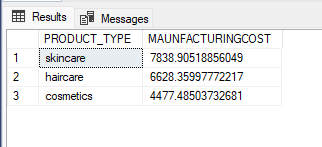 Results Messages
PRODUCT_TYPE MAUNFACTURINGCOST
1 skincare 7838.90518856049
2 haircare 6628.35997772217
3 cosmetics 4477.48503732681